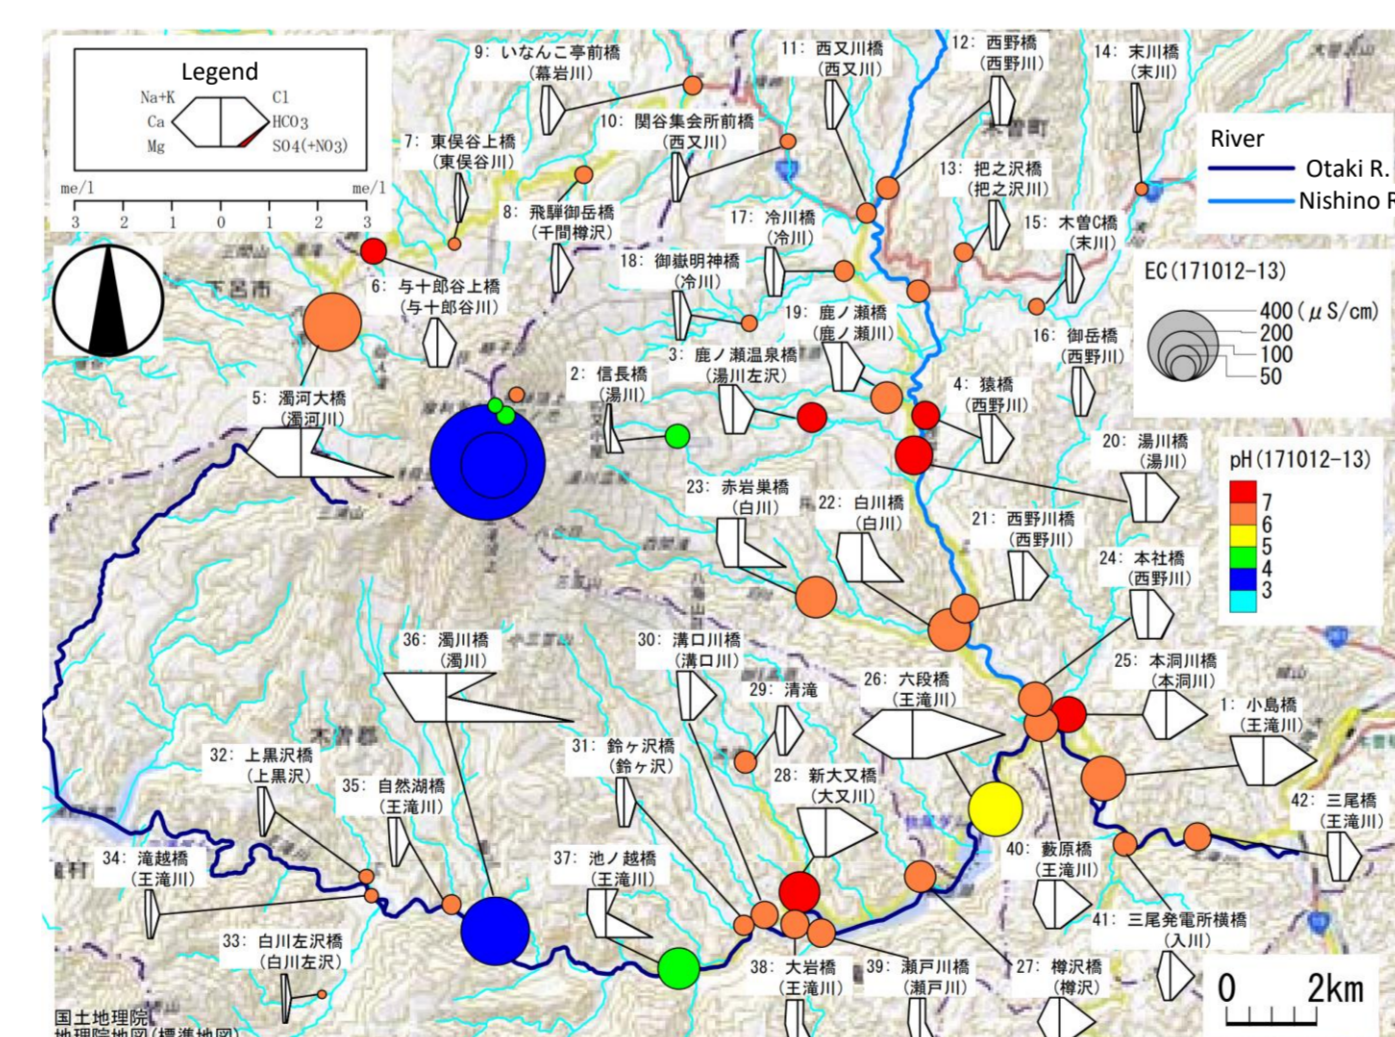 Legend
Na+K
Cl
Ca
HCO3
Mg
SO4(+NO3)
me/l
me/l
3 2 1 0 1 2 3
9: いなんこ亭前橋
(幕岩川)
11: 西又川橋
(西又川)
12: 西野橋
(西野川)
14: 末川橋
(末川)
River
Otaki R.
Nishino R
7: 東俣谷上橋
(東俣谷川)
10: 関谷集会所前橋
(西又川)
木曽町
13: 把之沢橋
(把之沢川)
8: 飛騨御岳橋
(千間樽沢)
17: 冷川橋
(冷川)
15: 木曽C橋
(末川)
EC(171012-13)
400(μS/cm)
200
100
50
下呂市
6: 与十郎谷上橋
(与十郎谷川)
18: 御嶽明神橋
(冷川)
19: 鹿ノ瀬橋
(鹿ノ瀬川)
16: 御岳橋
(西野川)
5: 濁河大橋
(濁河川)
2: 信長橋
(湯川)
3: 鹿ノ瀬温泉橋
(湯川左沢)
4: 猿橋
(西野川)
20: 湯川橋
(湯川)
pH(171012-13)
7
6
5
4
3
23: 赤岩巣橋
(白川)
22: 白川橋
(白川)
21: 西野川橋
(西野川)
24: 本社橋
(西野川)
36: 濁川橋
(濁川)
30: 溝口川橋
(溝口川)
29: 清滝
26: 六段橋
(王滝川)
25: 本洞川橋
(本洞川)
1: 小島橋
(王滝川)
木曽郡
32: 上黒沢橋
(上黒沢)
35: 自然湖橋
(王滝川)
31: 鈴ヶ沢橋
(鈴ヶ沢)
28: 新大又橋
(大又川)
42: 三尾橋
(王滝川)
34: 滝越橋
(王滝川)
37: 池ノ越橋
(王滝川)
40: 藪原橋
(王滝川)
33: 白川左沢橋
(白川左沢)
38: 大岩橋
(王滝川)
39: 瀬戸川橋
(瀬戸川)
27: 樽沢橋
(樽沢)
41: 三尾発電所横橋
(入川)
0 2km
国土地理院
地理院地図(標準地図)